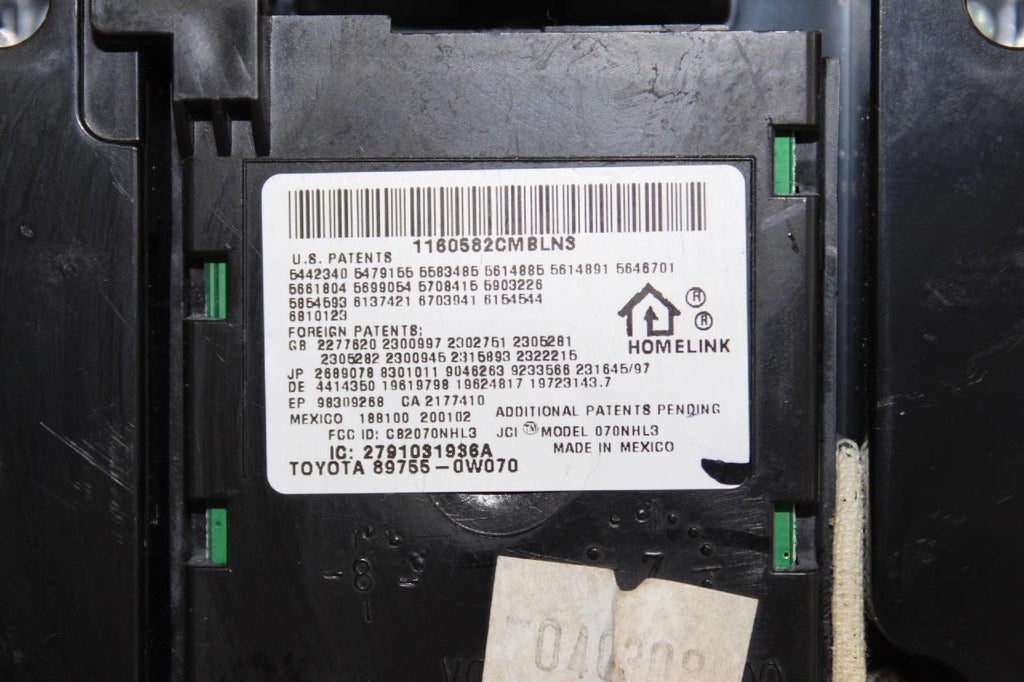 1160582CMBLN3
U.S. PATENTS
5442340 5479155 5583485 5614885 5614891 5646701
5661804 5699054 5708415 5903226
5854593 6137421 6703941 6154544
6810123
® ®
HOMELINK
FOREIGN PATENTS:
GB 2277620 2300997 2302751 2305281
2305282 2300945 2315893 2322215
JP 2689078 8301011 9046263 9233566 231645/97
DE 4414350 19619798 19624817 19723143.7
EP 98309268 CA 2177410
MEXICO 188100 200102 ADDITIONAL PATENTS PENDING
FCC ID: CB2070NHL3 JCI ™ MODEL 070NHL3
IC: 2791031936A MADE IN MEXICO
TOYOTA 89755-0W070
8
7